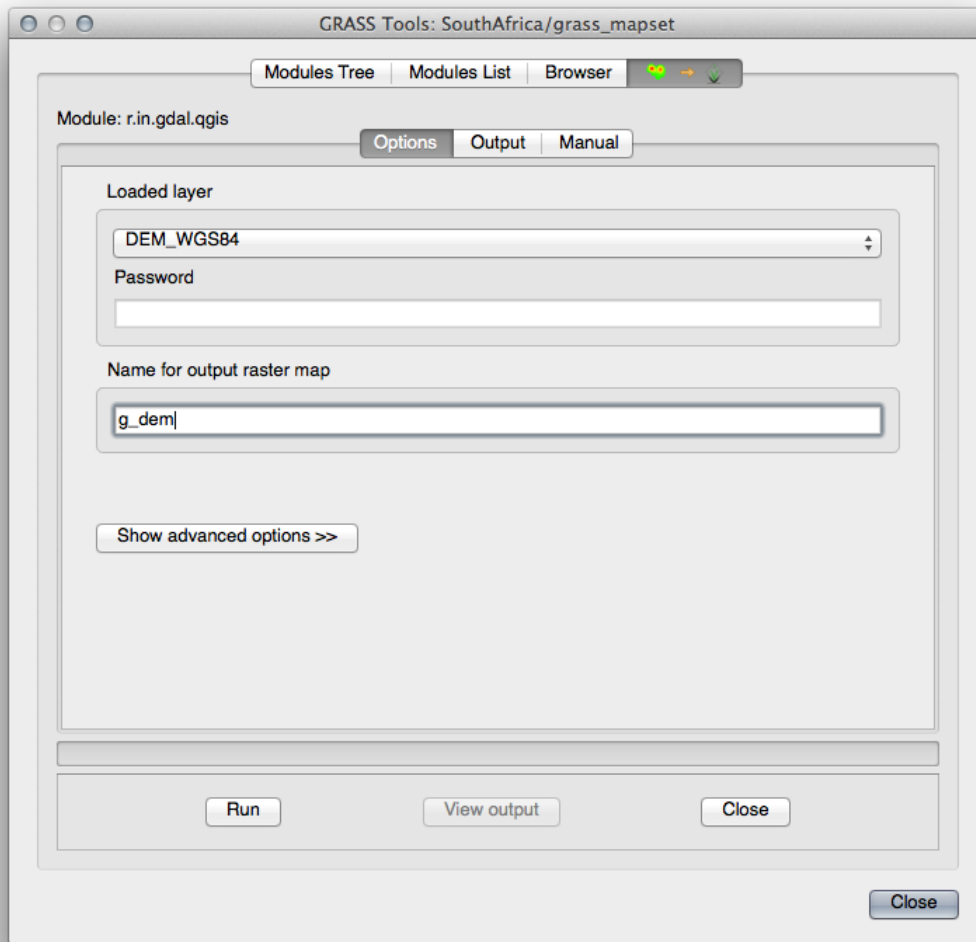 GRASS Tools: SouthAfrica/grass_mapset
Modules Tree Modules List Browser
Module: r.in.gdal.qgis
Options Output Manual
Loaded layer
DEM_WGS84
Password
Name for output raster map
g_dem
Show advanced options >>
Run View output Close
Close